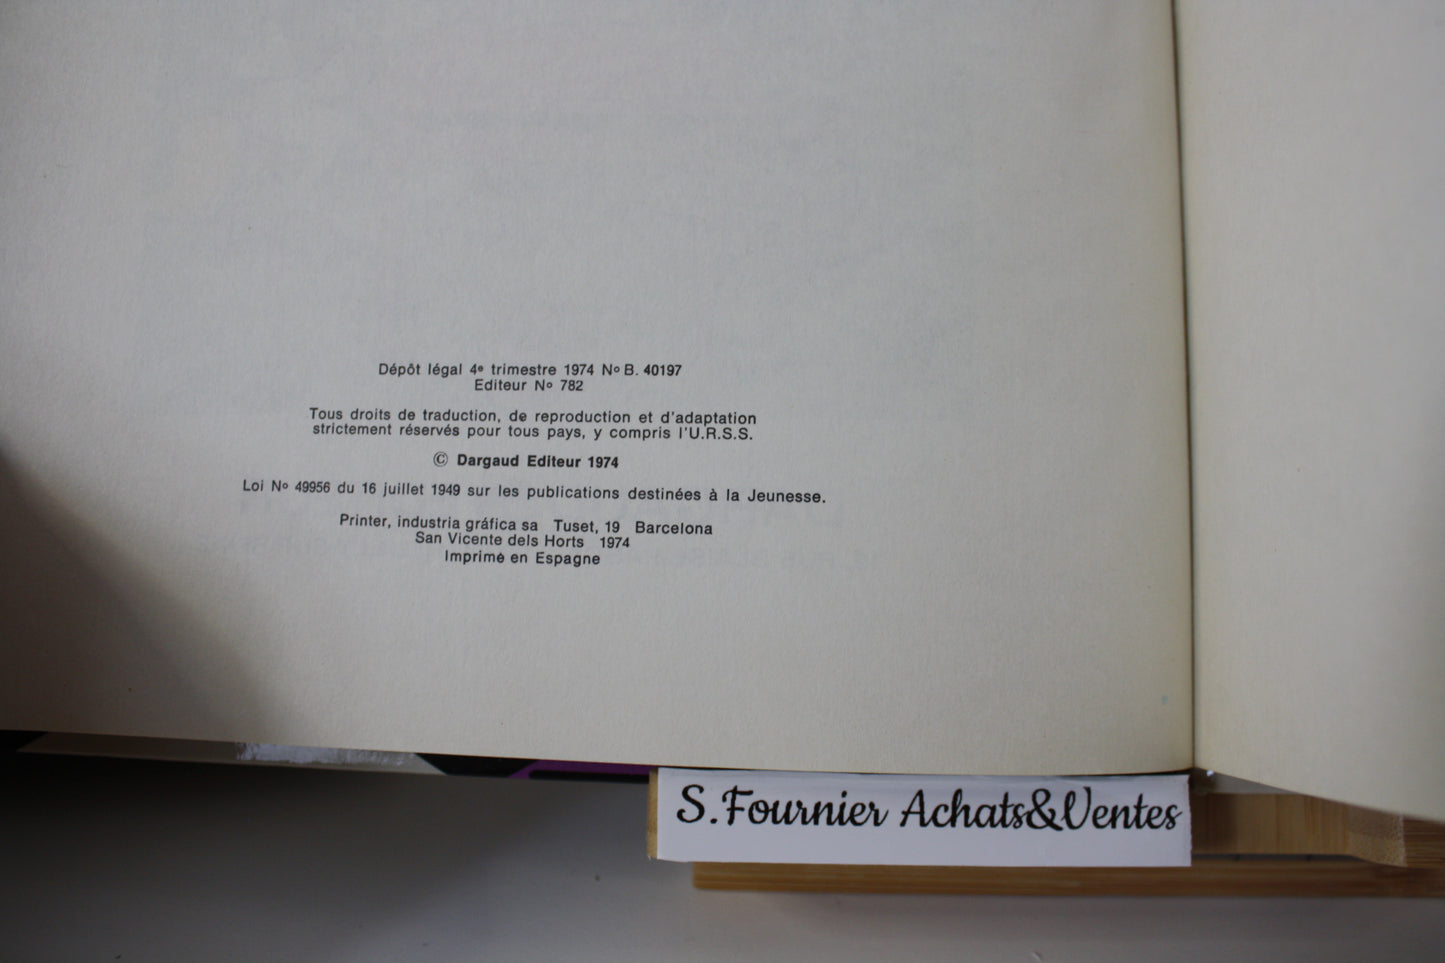 Dépôt légal 4e trimestre 1974 No B. 40197
Editeur No 782
Tous droits de traduction, de reproduction et d'adaptation
strictement réservés pour tous pays, y compris l'U.R.S.S.
© Dargaud Editeur 1974
Loi No 49956 du 16 juillet 1949 sur les publications destinées à la Jeunesse.
Printer, industria gráfica sa Tuset, 19 Barcelona
San Vicente dels Horts 1974
Imprimé en Espagne
S.Fournier Achats&Ventes